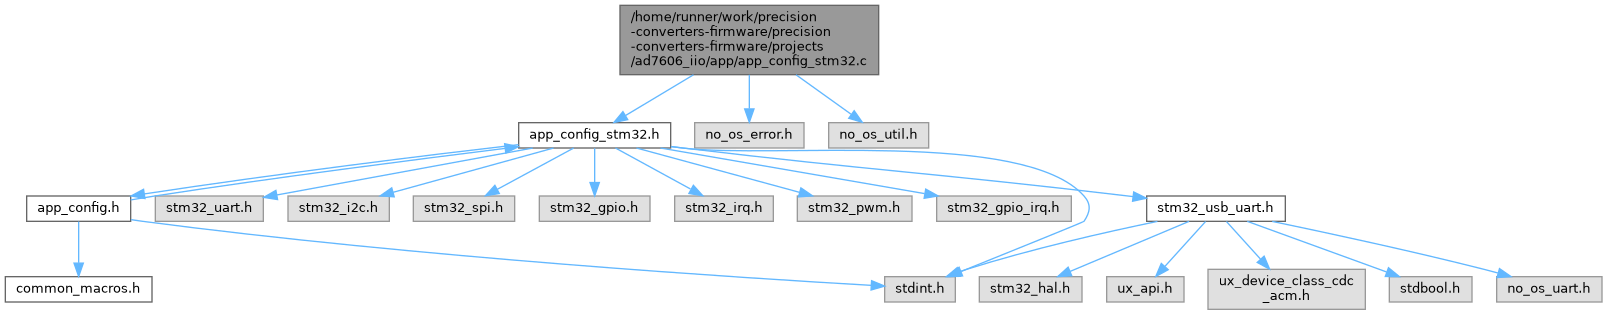 /home/runner/work/precision
-converters-firmware/precision
-converters-firmware/projects
/ad7606_iio/app/app_config_stm32.c
app_config_stm32.h
no_os_error.h
no_os_util.h
app_config.h
stm32_uart.h
stm32_i2c.h
stm32_spi.h
stm32_gpio.h
stm32_irq.h
stm32_pwm.h
stm32_gpio_irq.h
stm32_usb_uart.h
common_macros.h
stdint.h
stm32_hal.h
ux_api.h
ux_device_class_cdc
_acm.h
stdbool.h
no_os_uart.h